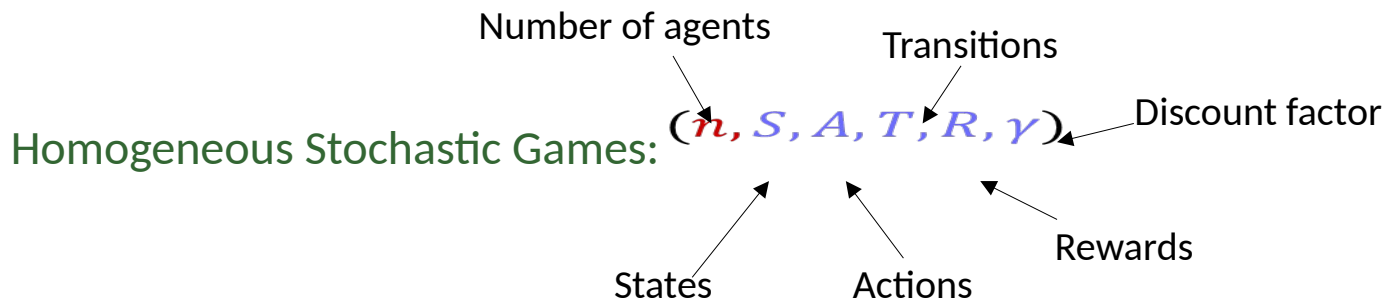 Number of agents
Transitions
Discount factor
Homogeneous Stochastic Games: (n, S, A, T, R, γ)
Rewards
States
Actions